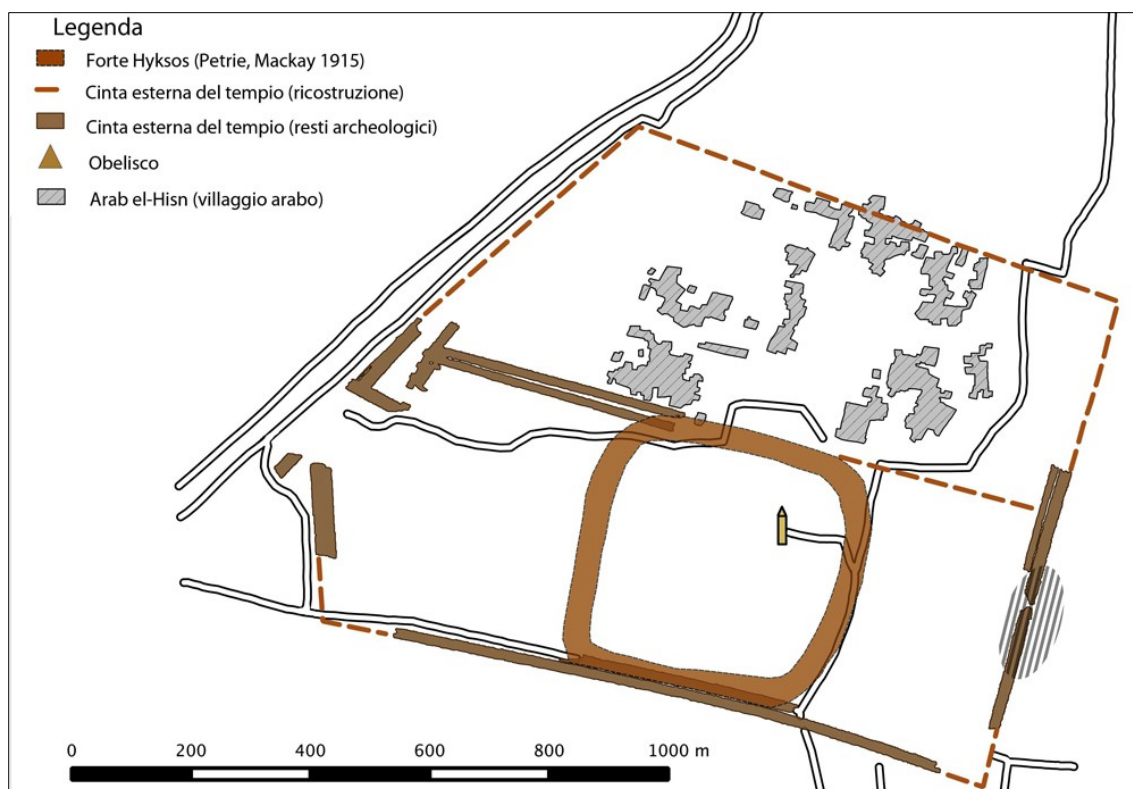 Legenda
Forte Hyksos (Petrie, Mackay 1915)
Cinta esterna del tempio (ricostruzione)
Cinta esterna del tempio (resti archeologici)
Obelisco
Arab el-Hisn (villaggio arabo)
0 200 400 600 800 1000 m